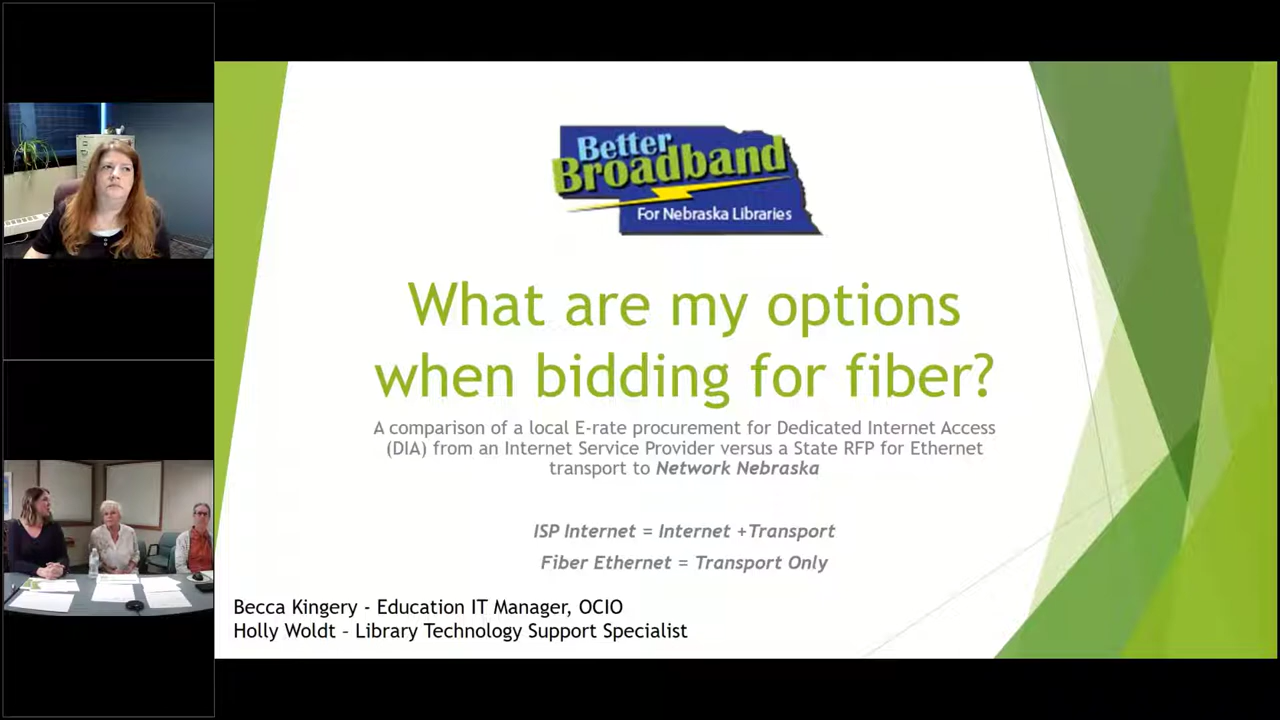 Better
Broadband
For Nebraska Libraries
What are my options
when bidding for fiber?
A comparison of a local E-rate procurement for Dedicated Internet Access
(DIA) from an Internet Service Provider versus a State RFP for Ethernet
transport to Network Nebraska
ISP Internet = Internet +Transport
Fiber Ethernet = Transport Only
Becca Kingery - Education IT Manager, OCIO
Holly Woldt – Library Technology Support Specialist